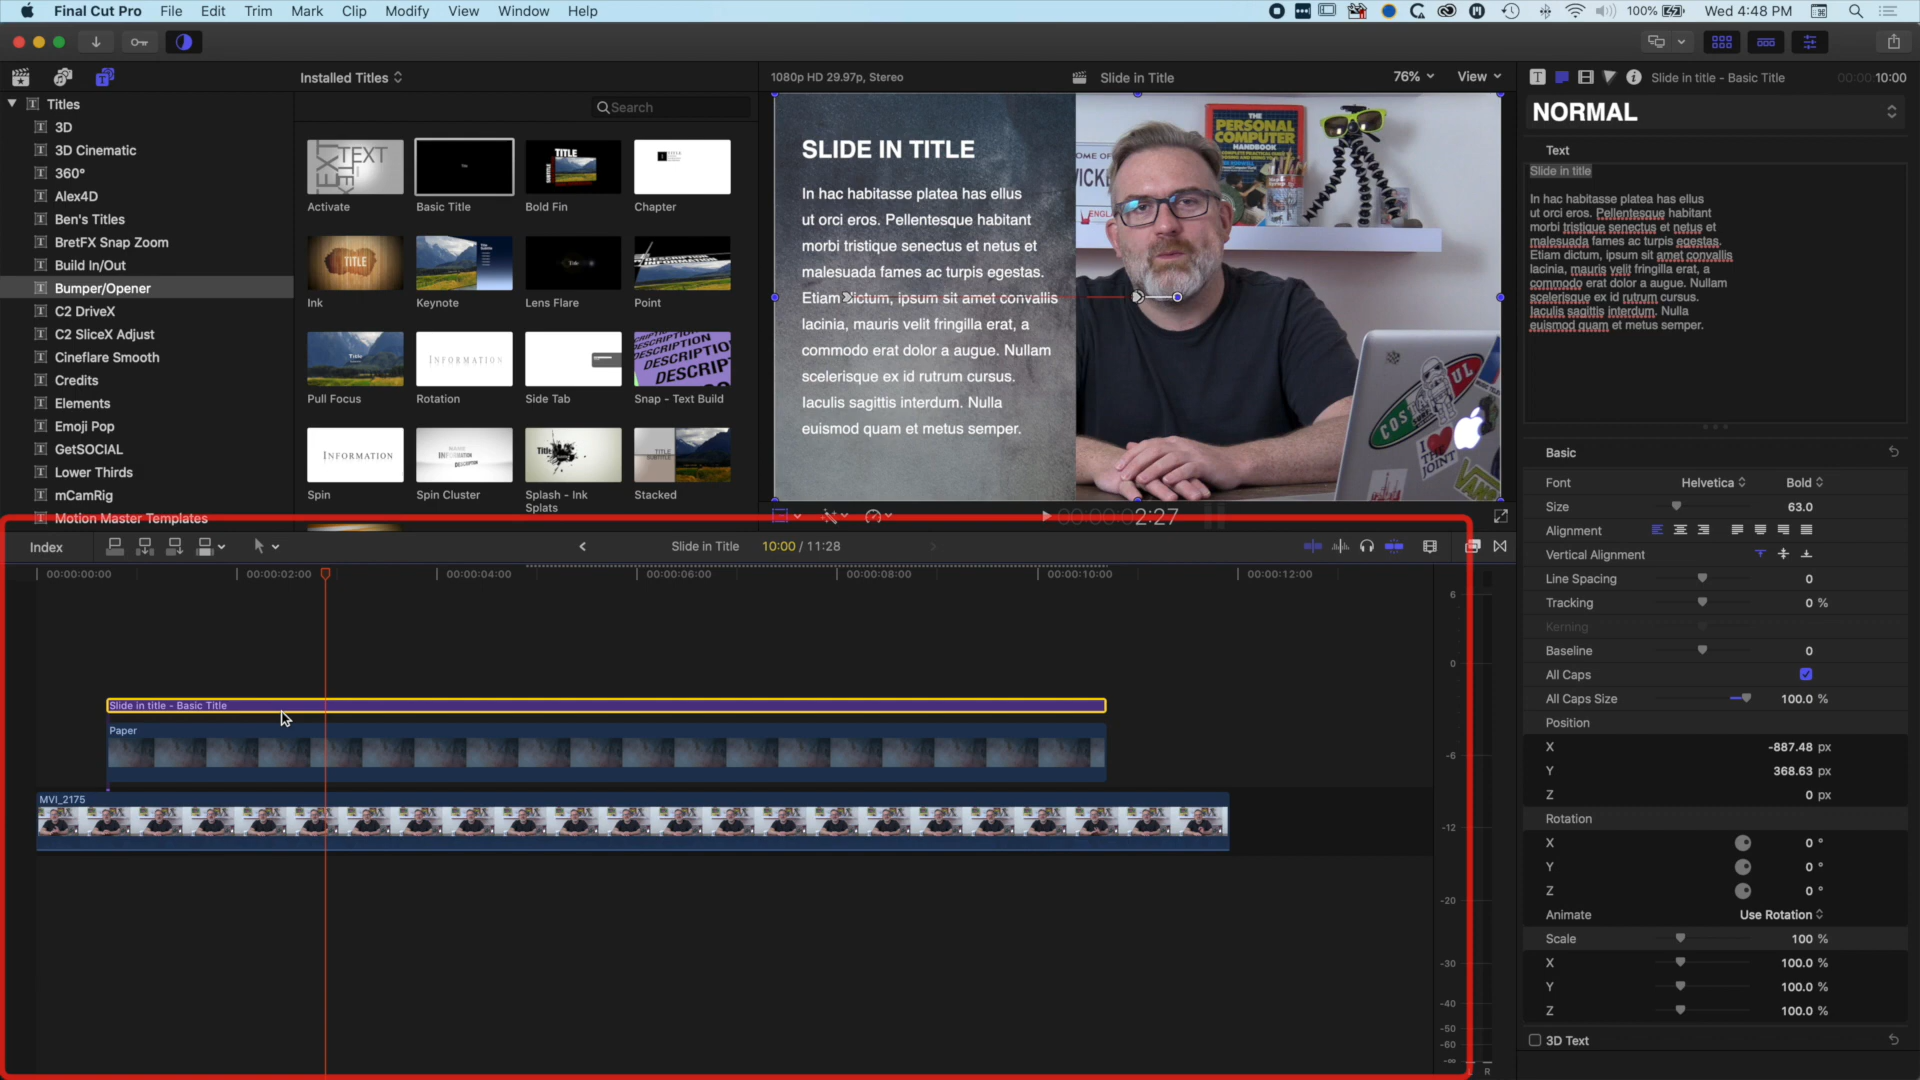 Final Cut Pro File Edit Trim Mark Clip Modify View Window Help
100% Wed 4:48 PM
Installed Titles
1080p HD 29.97p, Stereo
Slide in Title
76% View
Slide in title - Basic Title
00:00:10:00
Search
NORMAL
Titles
3D
3D Cinematic
360°
Alex4D
Ben's Titles
BretFX Snap Zoom
Build In/Out
Bumper/Opener
C2 DriveX
C2 SliceX Adjust
Cineflare Smooth
Credits
Elements
Emoji Pop
GetSOCIAL
Lower Thirds
mCamRig
Motion Master Templates
Activate
Basic Title
Bold Fin
Chapter
Ink
Keynote
Lens Flare
Point
Pull Focus
Rotation
Side Tab
Snap - Text Build
Spin
Spin Cluster
Splash - Ink Splats
Stacked
SLIDE IN TITLE
In hac habitasse platea has ellus
ut orci eros. Pellentesque habitant
morbi tristique senectus et netus et
malesuada fames ac turpis egestas.
Etiam dictum, ipsum sit amet convallis
lacinia, mauris velit fringilla erat, a
commodo erat dolor a augue. Nullam
scelerisque ex id rutrum cursus.
Iaculis sagittis interdum. Nulla
euismod quam et metus semper.
THE
PERSONAL
COMPUTER
00:00:02:27
Text
Slide in title
In hac habitasse platea has ellus
ut orci eros. Pellentesque habitant
morbi tristique senectus et netus et
malesuada fames ac turpis egestas.
Etiam dictum, ipsum sit amet convallis
lacinia, mauris velit fringilla erat, a
commodo erat dolor a augue. Nullam
scelerisque ex id rutrum cursus.
Iaculis sagittis interdum. Nulla
euismod quam et metus semper.
Basic
Font Helvetica Bold
Size 63.0
Alignment
Vertical Alignment
Line Spacing 0
Tracking 0 %
Kerning
Baseline 0
All Caps
All Caps Size 100.0 %
Position
X -887.48 px
Y 368.63 px
Z 0 px
Rotation
X 0 °
Y 0 °
Z 0 °
Animate Use Rotation
Scale 100 %
X 100.0 %
Y 100.0 %
Z 100.0 %
3D Text
Index
Slide in Title 10:00 / 11:28
00:00:00:00 00:00:02:00 00:00:04:00 00:00:06:00 00:00:08:00 00:00:10:00 00:00:12:00
Slide in title - Basic Title
Paper
MVI_2175
6
0
-6
-12
-20
-30
-40
-50
-60
-∞
R